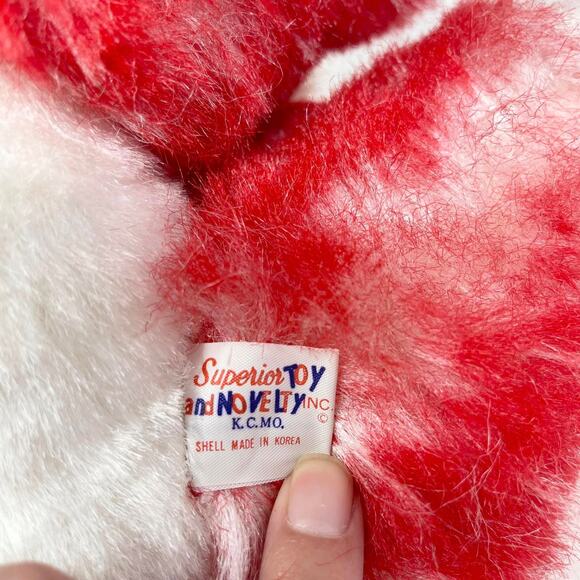 Superior TOY
and NOVELTY INC.
©
K.C.MO.
SHELL MADE IN KOREA